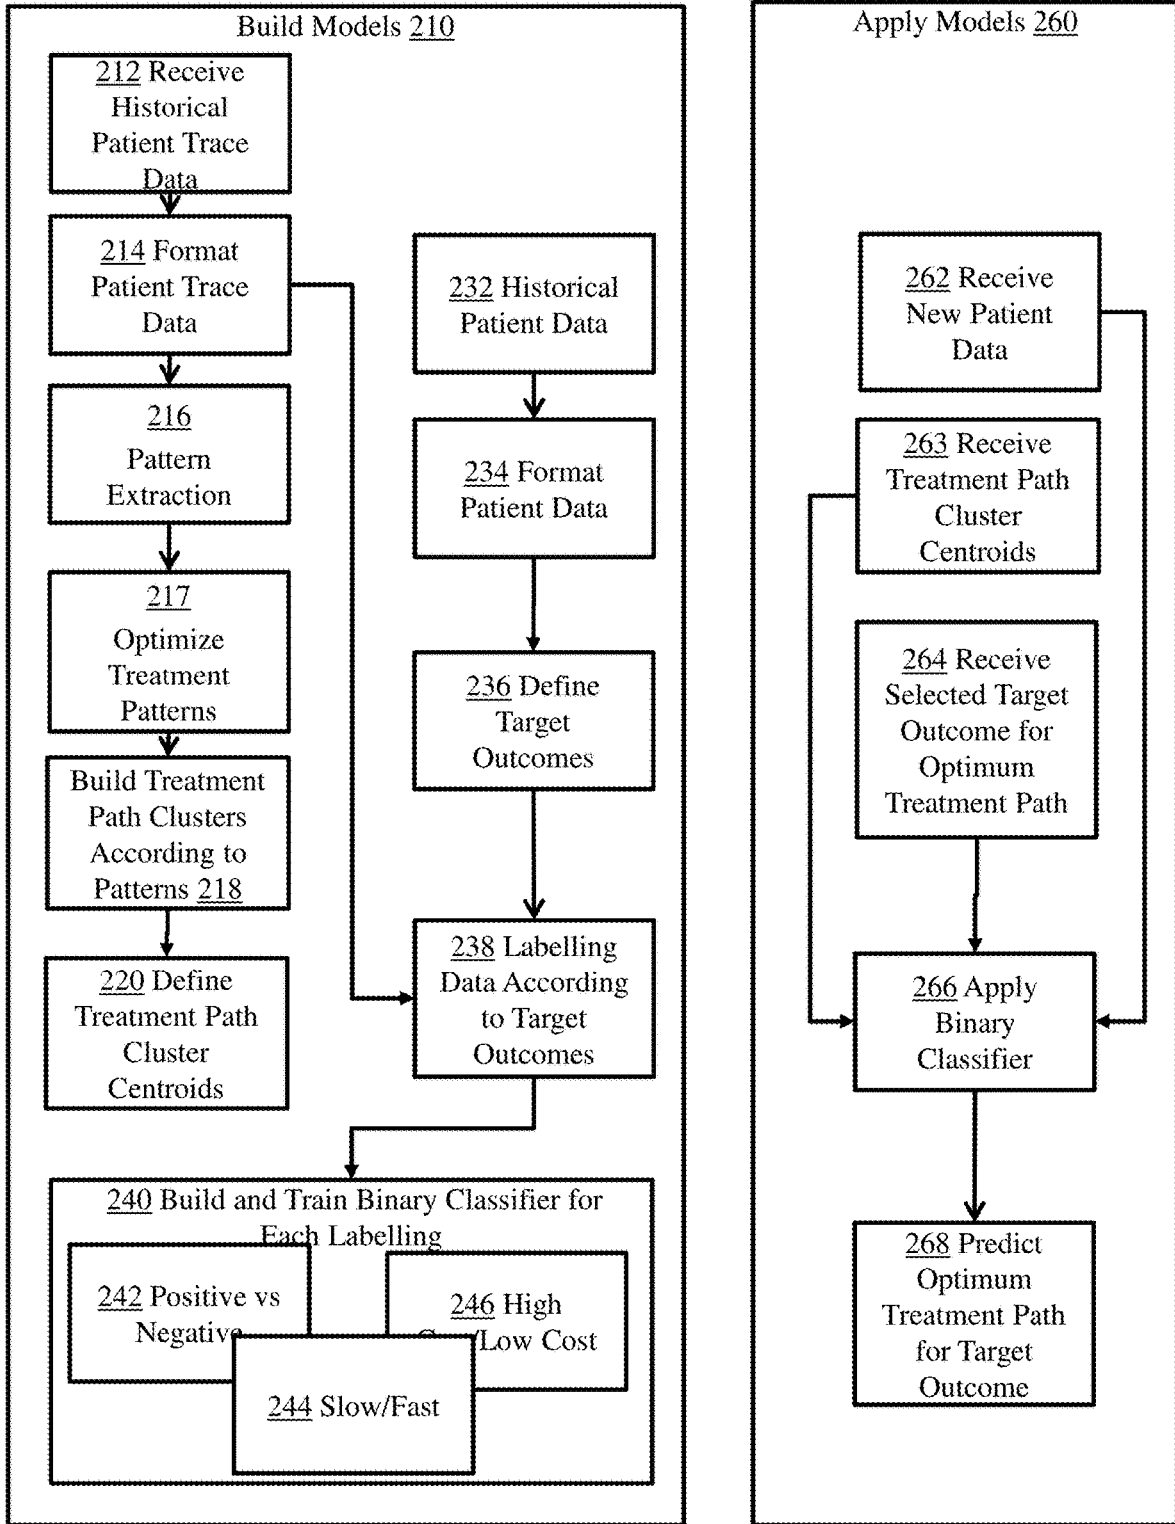 Build Models 210
212 Receive
Historical
Patient Trace
Data
214 Format
Patient Trace
Data
216
Pattern
Extraction
217
Optimize
Treatment
Patterns
Build Treatment
Path Clusters
According to
Patterns 218
220 Define
Treatment Path
Cluster
Centroids
232 Historical
Patient Data
234 Format
Patient Data
236 Define
Target
Outcomes
238 Labelling
Data According
to Target
Outcomes
240 Build and Train Binary Classifier for
Each Labelling
242 Positive vs
Negative
246 High
/Low Cost
244 Slow/Fast
Apply Models 260
262 Receive
New Patient
Data
263 Receive
Treatment Path
Cluster
Centroids
264 Receive
Selected Target
Outcome for
Optimum
Treatment Path
266 Apply
Binary
Classifier
268 Predict
Optimum
Treatment Path
for Target
Outcome